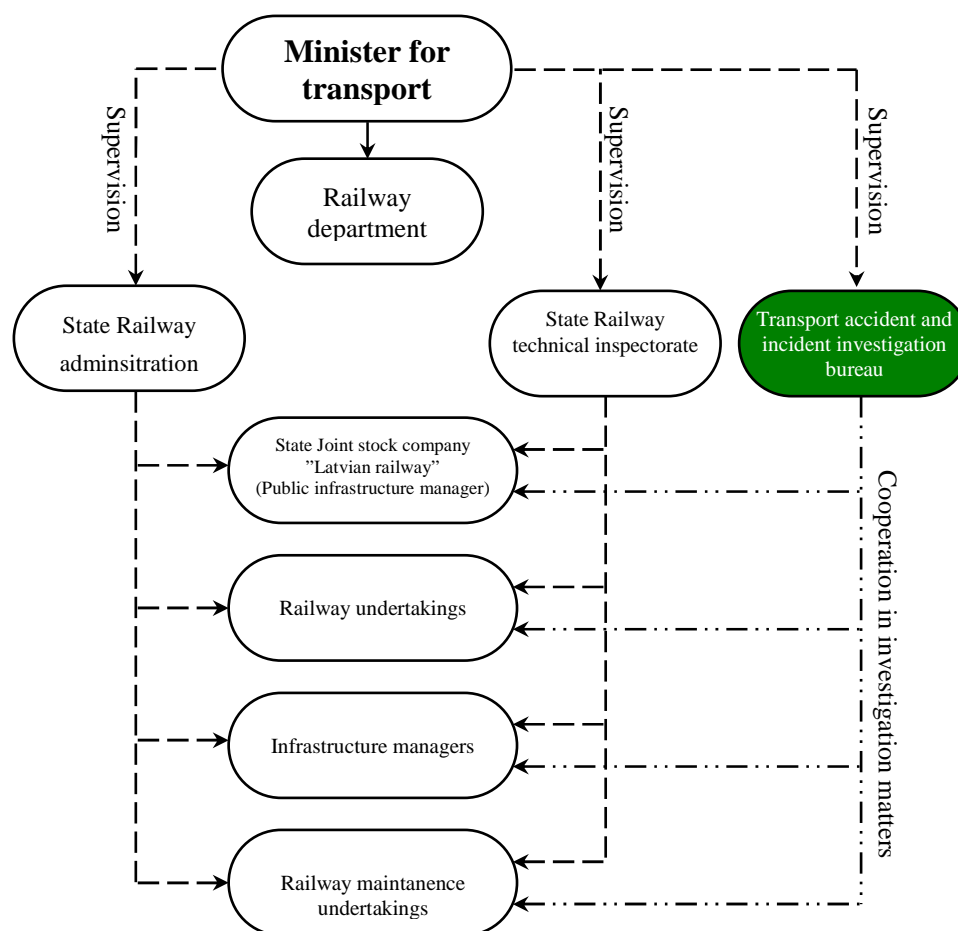 Minister for
transport
Supervision
Supervision
Supervision
Railway
department
State Railway
adminsitration
State Railway
technical inspectorate
Transport accident and
incident investigation
bureau
State Joint stock company
”Latvian railway”
(Public infrastructure manager)
Cooperation in investigation matters
Railway undertakings
Infrastructure managers
Railway maintanence
undertakings